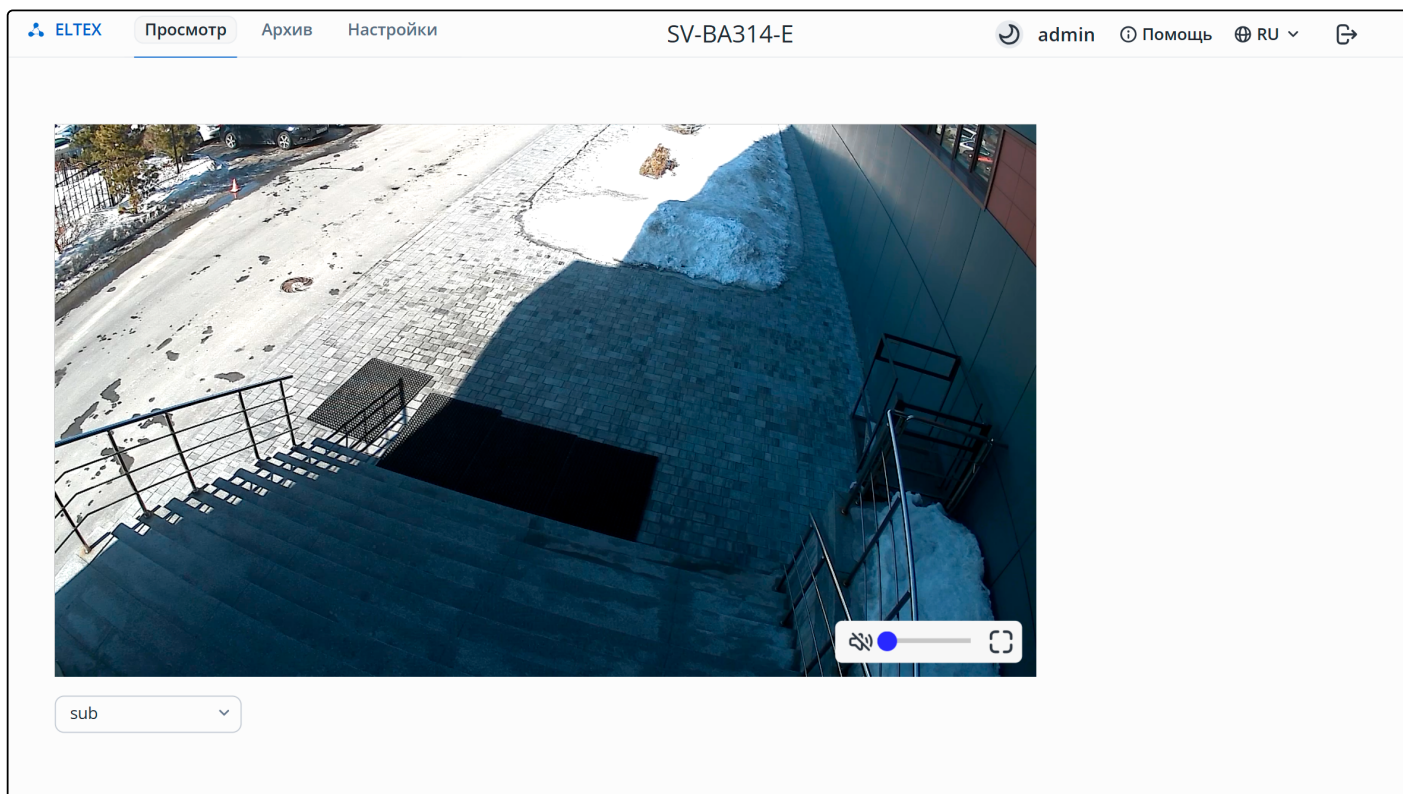 ELTEX Просмотр Архив Настройки SV-BA314-E admin Помощь RU
sub